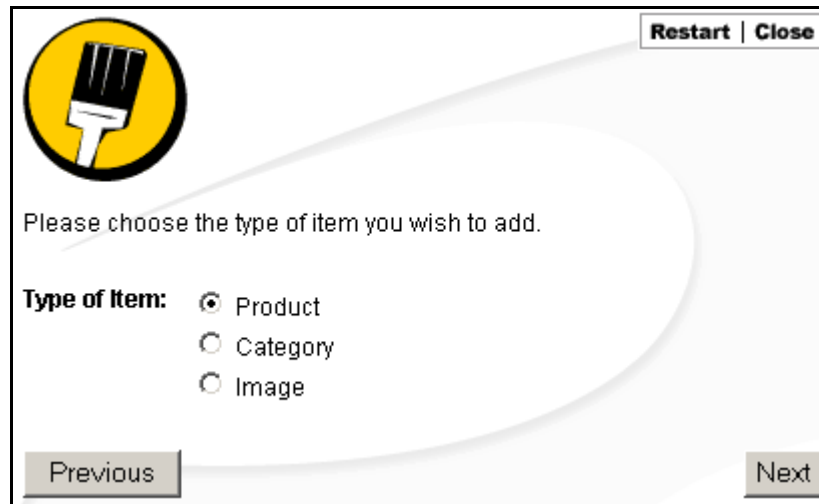 Restart | Close
Please choose the type of item you wish to add.
Type of Item: Product
Category
Image
Previous Next